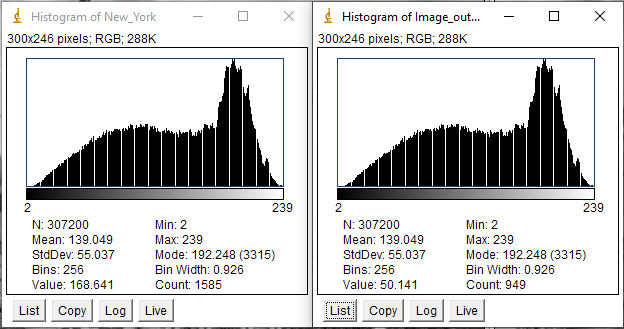 Histogram of New_York
300x246 pixels; RGB; 288K
2 239
N: 307200 Min: 2
Mean: 139.049 Max: 239
StdDev: 55.037 Mode: 192.248 (3315)
Bins: 256 Bin Width: 0.926
Value: 168.641 Count: 1585
List Copy Log Live
Histogram of Image_out...
300x246 pixels; RGB; 288K
2 239
N: 307200 Min: 2
Mean: 139.049 Max: 239
StdDev: 55.037 Mode: 192.248 (3315)
Bins: 256 Bin Width: 0.926
Value: 50.141 Count: 949
List Copy Log Live